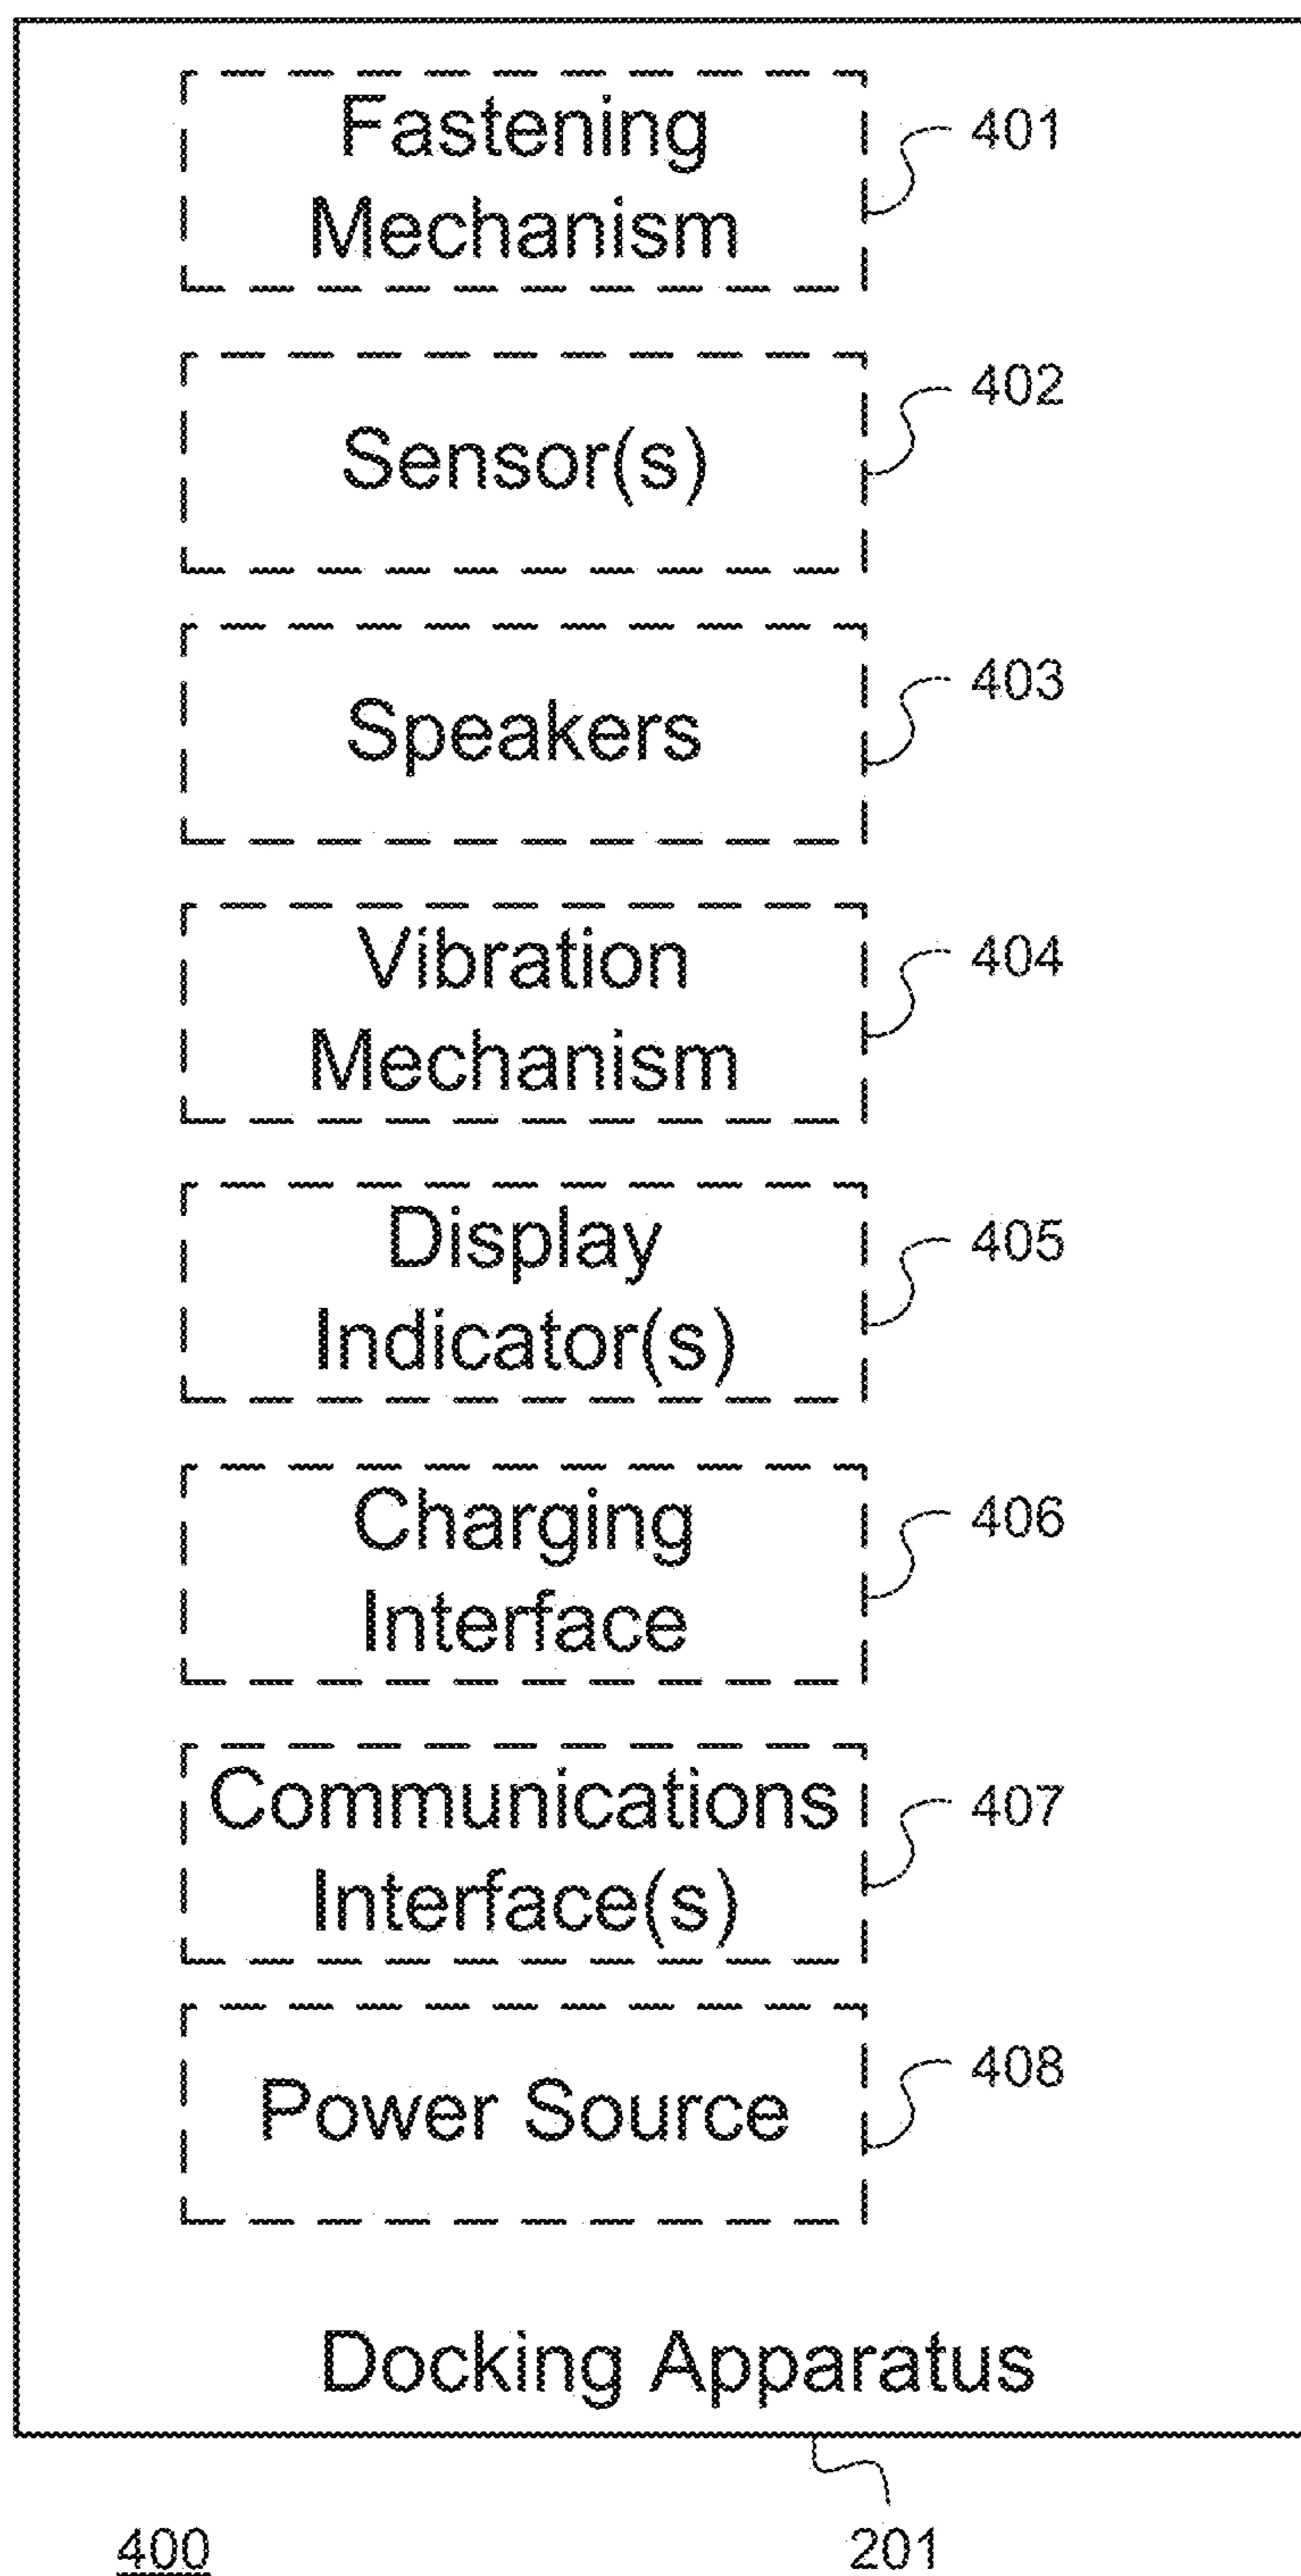 Fastening
Mechanism
401
Sensor(s)
402
Speakers
403
Vibration
Mechanism
404
Display
Indicator(s)
405
Charging
Interface
406
Communications
Interface(s)
407
Power Source
408
Docking Apparatus
400
201